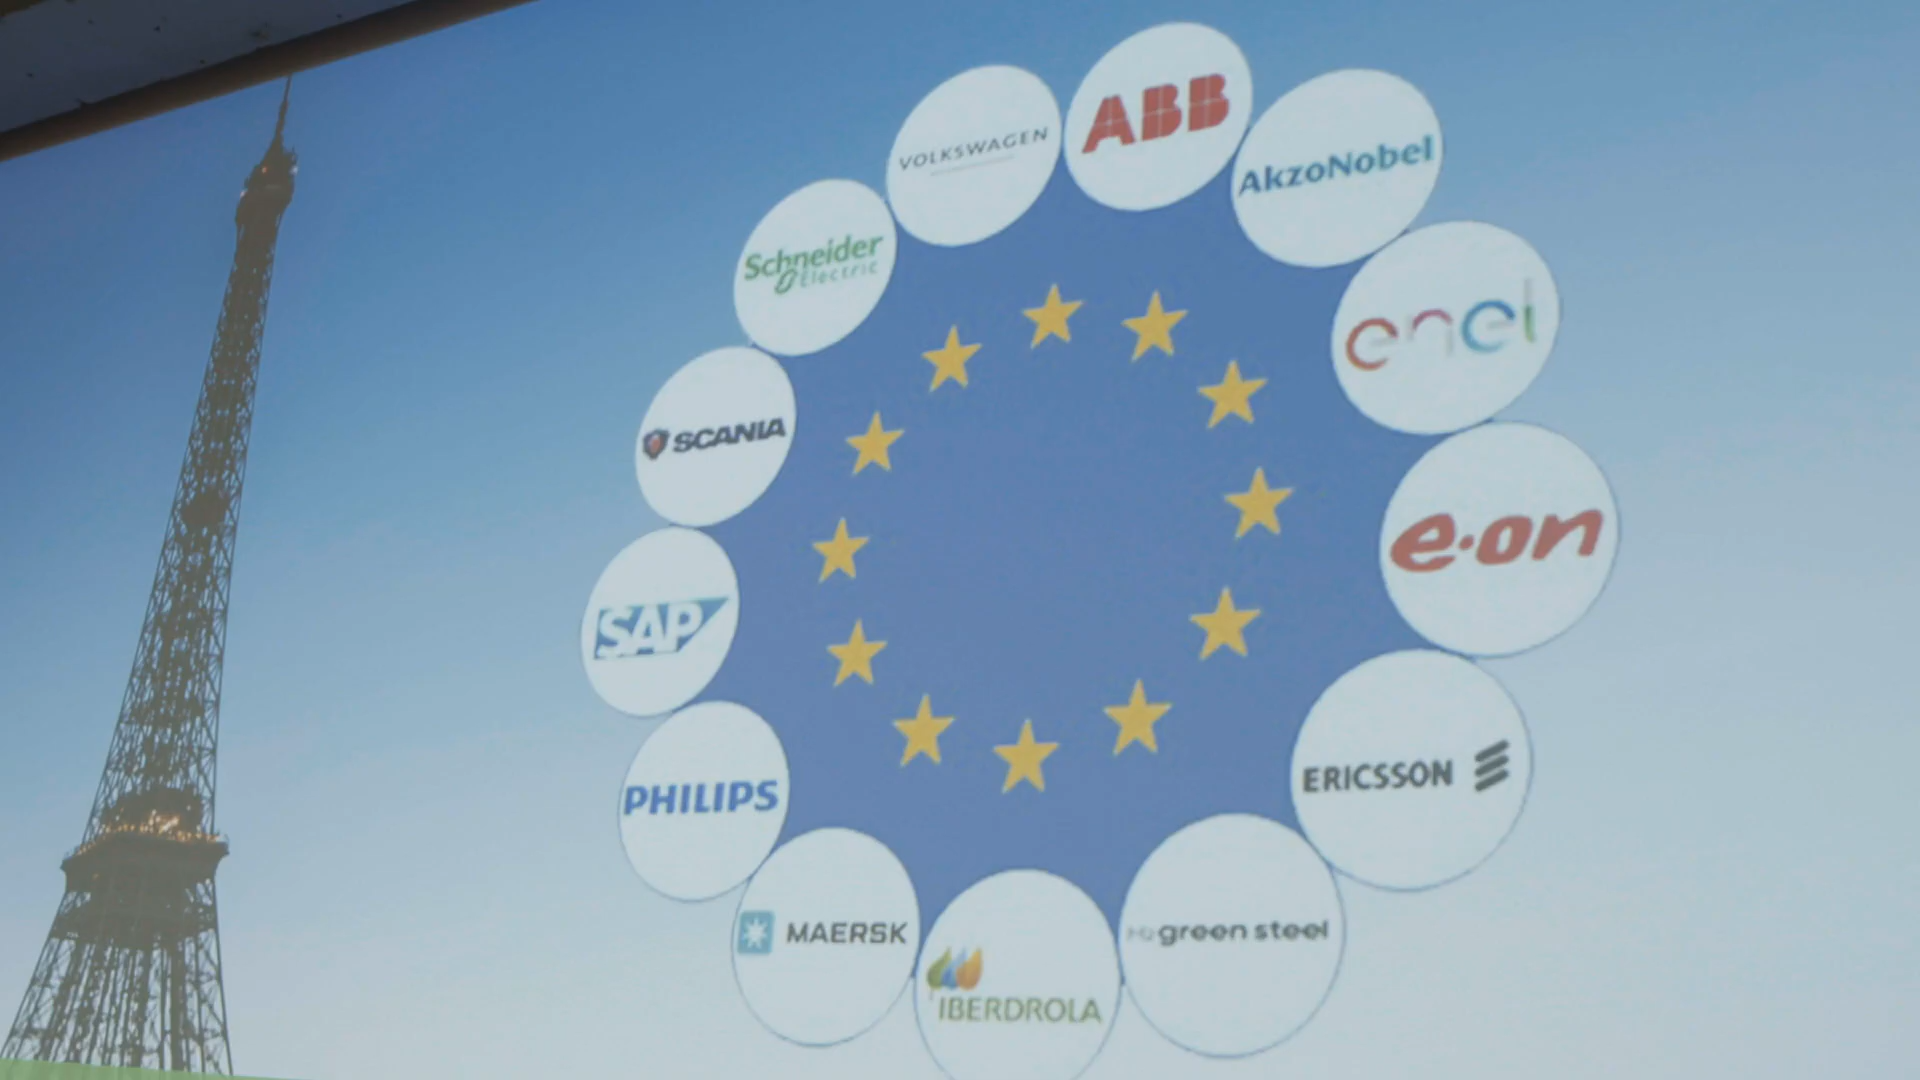 ABB
VOLKSWAGEN
AkzoNobel
Schneider
Electric
enel
SCANIA
e·on
SAP
ERICSSON
PHILIPS
MAERSK
green steel
IBERDROLA